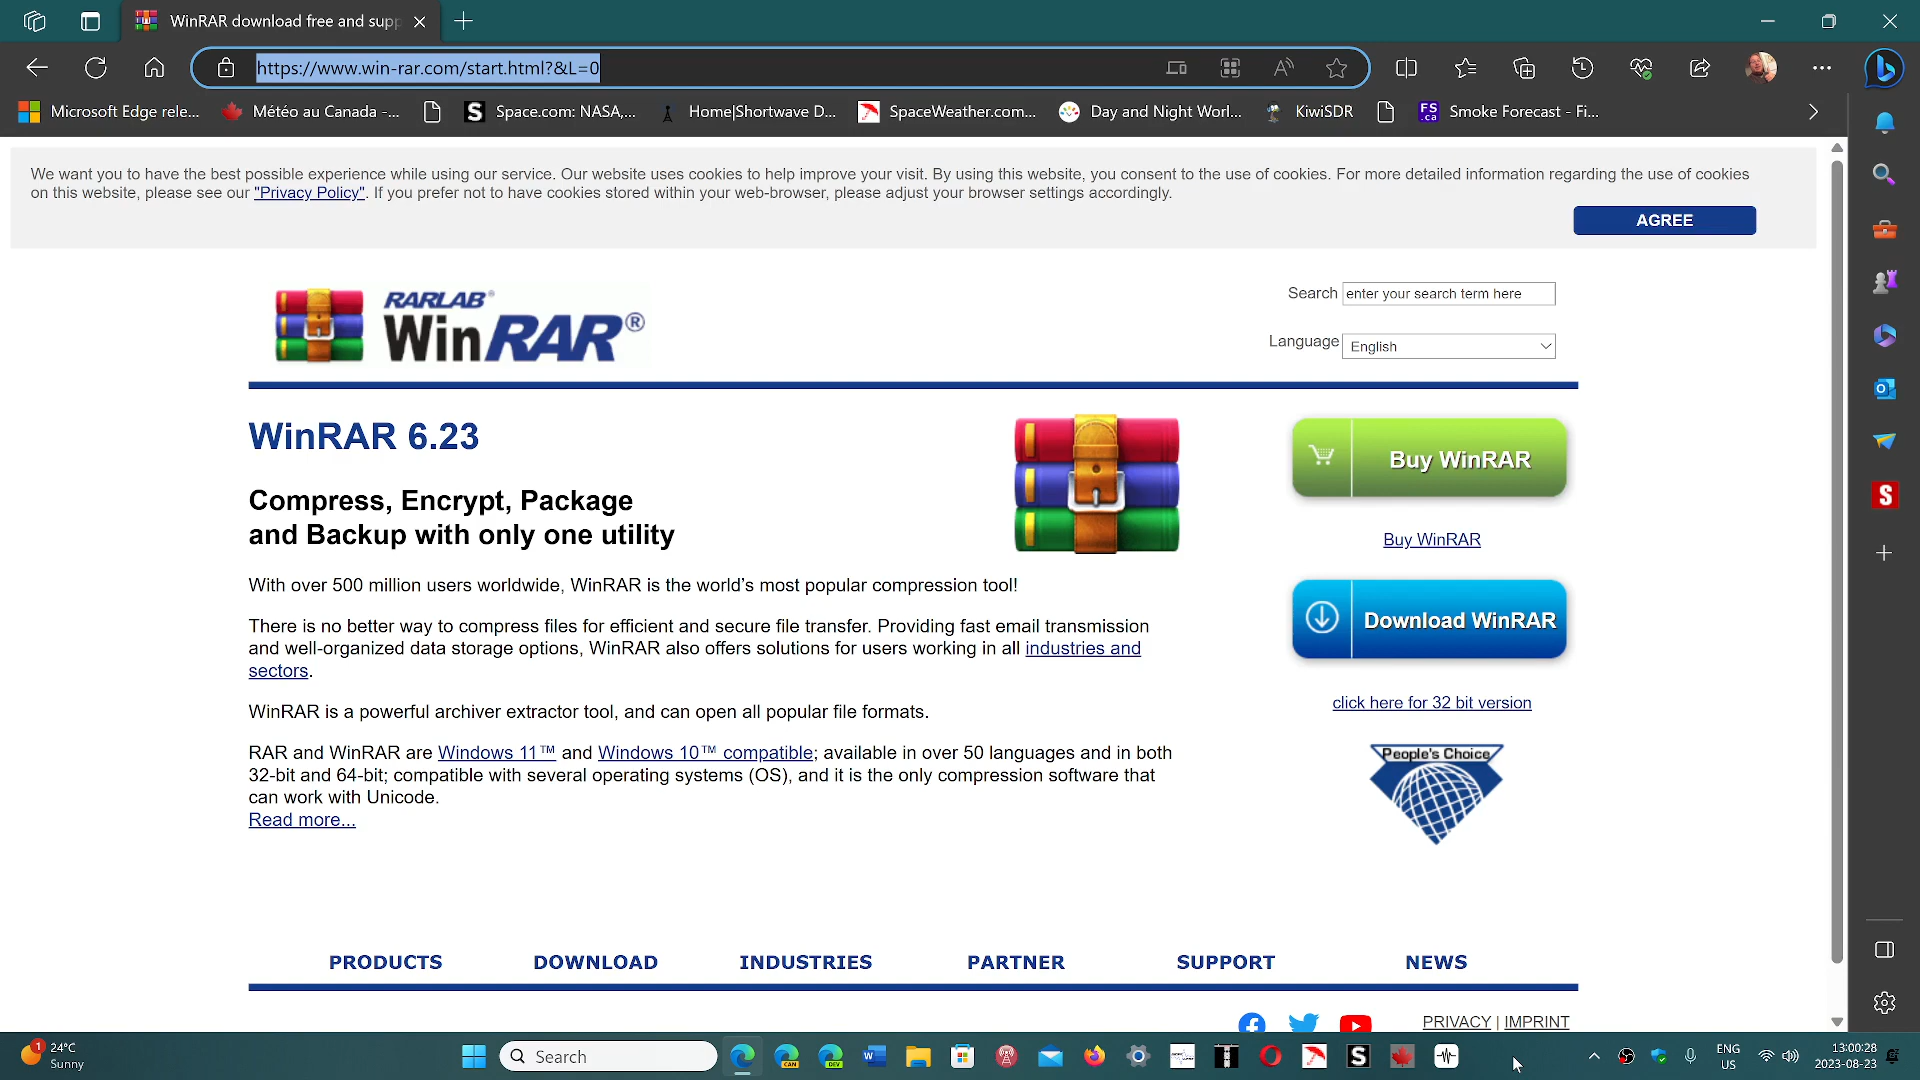 WinRAR download free and supp
https://www.win-rar.com/start.html?&L=0
Microsoft Edge rele... Météo au Canada -... Space.com: NASA,... Home|Shortwave D... SpaceWeather.com... Day and Night Worl... KiwiSDR FS.ca Smoke Forecast - Fi...
We want you to have the best possible experience while using our service. Our website uses cookies to help improve your visit. By using this website, you consent to the use of cookies. For more detailed information regarding the use of cookies
on this website, please see our "Privacy Policy". If you prefer not to have cookies stored within your web-browser, please adjust your browser settings accordingly.
AGREE
RARLAB®
WinRAR®
Search enter your search term here
Language English
WinRAR 6.23
Compress, Encrypt, Package
and Backup with only one utility
With over 500 million users worldwide, WinRAR is the world's most popular compression tool!
There is no better way to compress files for efficient and secure file transfer. Providing fast email transmission
and well-organized data storage options, WinRAR also offers solutions for users working in all industries and
sectors.
WinRAR is a powerful archiver extractor tool, and can open all popular file formats.
RAR and WinRAR are Windows 11™ and Windows 10™ compatible; available in over 50 languages and in both
32-bit and 64-bit; compatible with several operating systems (OS), and it is the only compression software that
can work with Unicode.
Read more...
Buy WinRAR
Buy WinRAR
Download WinRAR
click here for 32 bit version
People's Choice
PRODUCTS DOWNLOAD INDUSTRIES PARTNER SUPPORT NEWS
PRIVACY | IMPRINT
1
24°C
Sunny
Search
CAN
DEV
ENG
US
13:00:28
2023-08-23